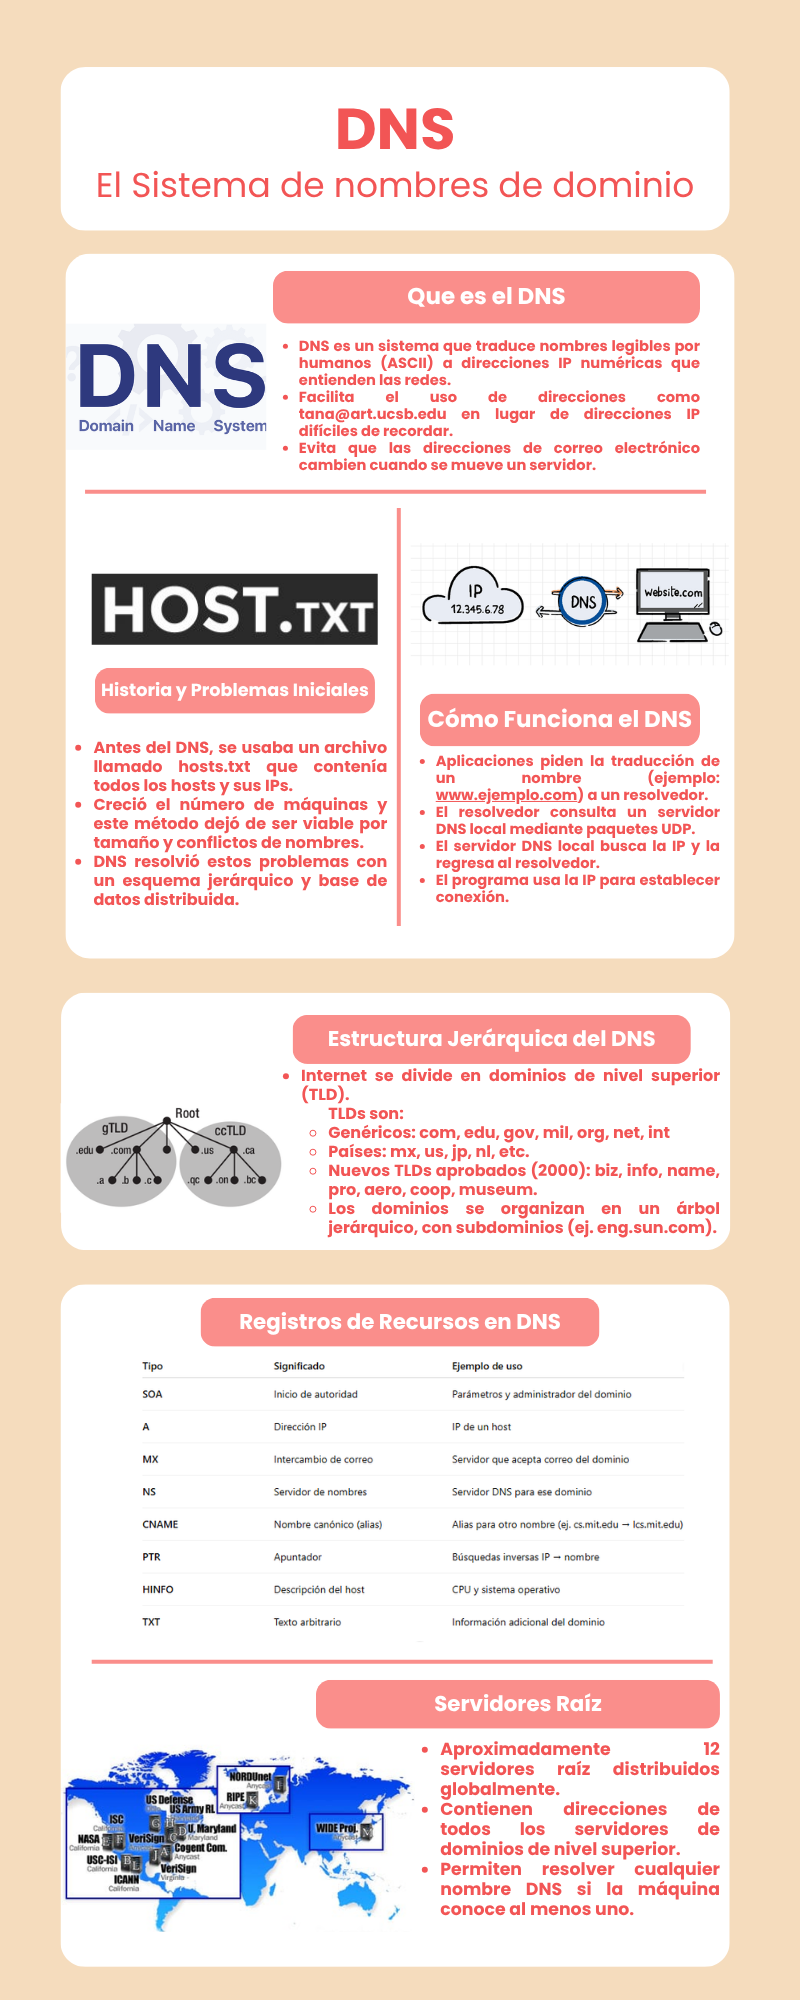 DNS
El Sistema de nombres de dominio
Que es el DNS
DNS
Domain Name System
• DNS es un sistema que traduce nombres legibles por
humanos (ASCII) a direcciones IP numéricas que
entienden las redes.
• Facilita el uso de direcciones como
tana@art.ucsb.edu en lugar de direcciones IP
difíciles de recordar.
• Evita que las direcciones de correo electrónico
cambien cuando se mueve un servidor.
HOST.TXT
Historia y Problemas Iniciales
• Antes del DNS, se usaba un archivo
llamado hosts.txt que contenía
todos los hosts y sus IPs.
• Creció el número de máquinas y
este método dejó de ser viable por
tamaño y conflictos de nombres.
• DNS resolvió estos problemas con
un esquema jerárquico y base de
datos distribuida.
IP
12.345.6.78
DNS
website.com
Cómo Funciona el DNS
• Aplicaciones piden la traducción de
un nombre (ejemplo:
www.ejemplo.com) a un resolvedor.
• El resolvedor consulta un servidor
DNS local mediante paquetes UDP.
• El servidor DNS local busca la IP y la
regresa al resolvedor.
• El programa usa la IP para establecer
conexión.
Estructura Jerárquica del DNS
Root
gTLD ccTLD
.edu .com .us .ca
.a .b .c .qc .on .bc
• Internet se divide en dominios de nivel superior
(TLD).
TLDs son:
◦ Genéricos: com, edu, gov, mil, org, net, int
◦ Países: mx, us, jp, nl, etc.
◦ Nuevos TLDs aprobados (2000): biz, info, name,
pro, aero, coop, museum.
◦ Los dominios se organizan en un árbol
jerárquico, con subdominios (ej. eng.sun.com).
Registros de Recursos en DNS
Tipo Significado Ejemplo de uso
SOA Inicio de autoridad Parámetros y administrador del dominio
A Dirección IP IP de un host
MX Intercambio de correo Servidor que acepta correo del dominio
NS Servidor de nombres Servidor DNS para ese dominio
CNAME Nombre canónico (alias) Alias para otro nombre (ej. cs.mit.edu → lcs.mit.edu)
PTR Apuntador Búsquedas inversas IP → nombre
HINFO Descripción del host CPU y sistema operativo
TXT Texto arbitrario Información adicional del dominio
Servidores Raíz
NORDUnet
RIPE
Anycast
US Defense
US Army RL
ISC
California
U. Maryland
Maryland
NASA
California
VeriSign
Cogent Com.
USC-ISI
California
VeriSign
Virginia
ICANN
California
WIDE Proj.
• Aproximadamente 12
servidores raíz distribuidos
globalmente.
• Contienen direcciones de
todos los servidores de
dominios de nivel superior.
• Permiten resolver cualquier
nombre DNS si la máquina
conoce al menos uno.